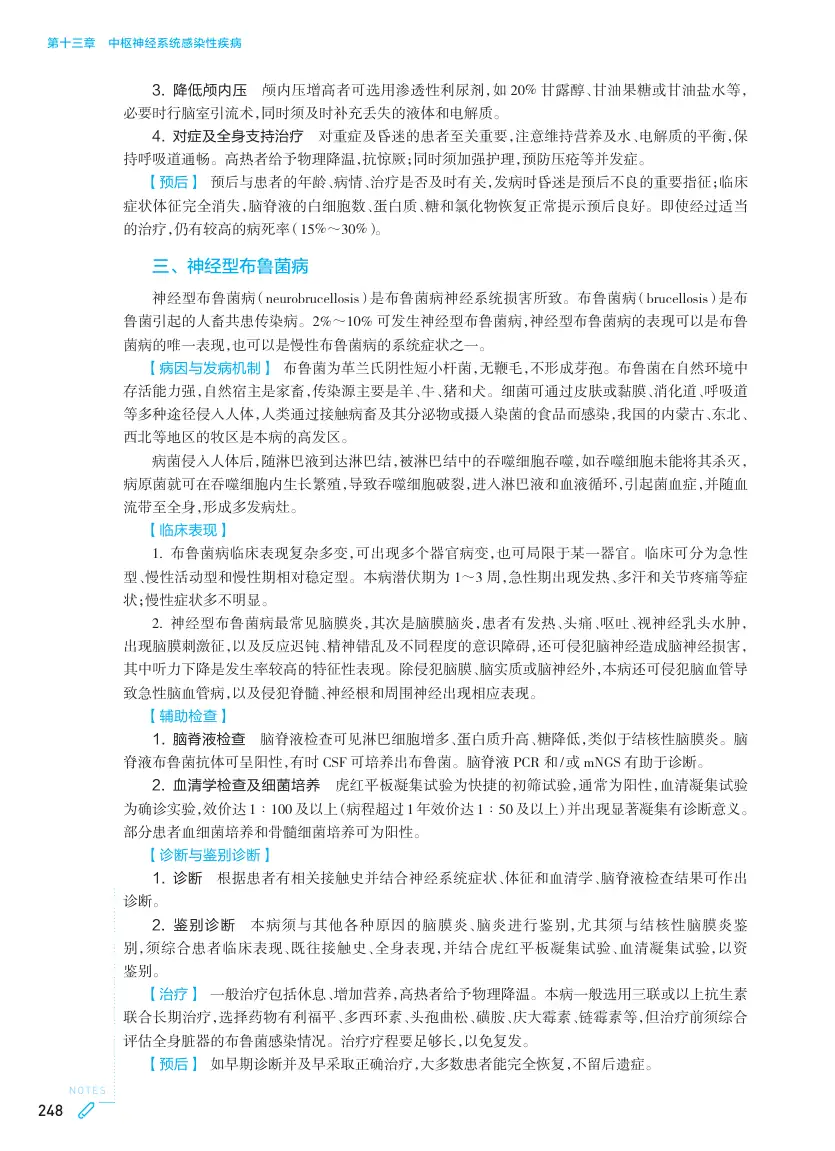 第十三章　中枢神经系统感染性疾病
3. 降低颅内压　颅内压增高者可选用渗透性利尿剂,如 20% 甘露醇、甘油果糖或甘油盐水等,
必要时行脑室引流术,同时须及时补充丢失的液体和电解质。
4. 对症及全身支持治疗　对重症及昏迷的患者至关重要,注意维持营养及水、电解质的平衡,保
持呼吸道通畅。高热者给予物理降温,抗惊厥;同时须加强护理,预防压疮等并发症。
【预后】 预后与患者的年龄、病情、治疗是否及时有关,发病时昏迷是预后不良的重要指征;临床
症状体征完全消失,脑脊液的白细胞数、蛋白质、糖和氯化物恢复正常提示预后良好。即使经过适当
的治疗,仍有较高的病死率(15%~30%)。
三、神经型布鲁菌病
神经型布鲁菌病(neurobrucellosis)是布鲁菌病神经系统损害所致。布鲁菌病(brucellosis)是布
鲁菌引起的人畜共患传染病。2%~10% 可发生神经型布鲁菌病,神经型布鲁菌病的表现可以是布鲁
菌病的唯一表现,也可以是慢性布鲁菌病的系统症状之一。
【病因与发病机制】 布鲁菌为革兰氏阴性短小杆菌,无鞭毛,不形成芽孢。布鲁菌在自然环境中
存活能力强,自然宿主是家畜,传染源主要是羊、牛、猪和犬。细菌可通过皮肤或黏膜、消化道、呼吸道
等多种途径侵入人体,人类通过接触病畜及其分泌物或摄入染菌的食品而感染,我国的内蒙古、东北、
西北等地区的牧区是本病的高发区。
病菌侵入人体后,随淋巴液到达淋巴结,被淋巴结中的吞噬细胞吞噬,如吞噬细胞未能将其杀灭,
病原菌就可在吞噬细胞内生长繁殖,导致吞噬细胞破裂,进入淋巴液和血液循环,引起菌血症,并随血
流带至全身,形成多发病灶。
【临床表现】
1. 布鲁菌病临床表现复杂多变,可出现多个器官病变,也可局限于某一器官。临床可分为急性
型、慢性活动型和慢性期相对稳定型。本病潜伏期为 1~3 周,急性期出现发热、多汗和关节疼痛等症
状;慢性症状多不明显。
2. 神经型布鲁菌病最常见脑膜炎,其次是脑膜脑炎,患者有发热、头痛、呕吐、视神经乳头水肿,
出现脑膜刺激征,以及反应迟钝、精神错乱及不同程度的意识障碍,还可侵犯脑神经造成脑神经损害,
其中听力下降是发生率较高的特征性表现。除侵犯脑膜、脑实质或脑神经外,本病还可侵犯脑血管导
致急性脑血管病,以及侵犯脊髓、神经根和周围神经出现相应表现。
【辅助检查】
1. 脑脊液检查　脑脊液检查可见淋巴细胞增多、蛋白质升高、糖降低,类似于结核性脑膜炎。脑
脊液布鲁菌抗体可呈阳性,有时 CSF 可培养出布鲁菌。脑脊液 PCR 和/或 mNGS 有助于诊断。
2. 血清学检查及细菌培养　虎红平板凝集试验为快捷的初筛试验,通常为阳性,血清凝集试验
为确诊实验,效价达 1∶100 及以上(病程超过 1 年效价达 1∶50 及以上)并出现显著凝集有诊断意义。
部分患者血细菌培养和骨髓细菌培养可为阳性。
【诊断与鉴别诊断】
1. 诊断　根据患者有相关接触史并结合神经系统症状、体征和血清学、脑脊液检查结果可作出
诊断。
2. 鉴别诊断　本病须与其他各种原因的脑膜炎、脑炎进行鉴别,尤其须与结核性脑膜炎鉴
别,须综合患者临床表现、既往接触史、全身表现,并结合虎红平板凝集试验、血清凝集试验,以资
鉴别。
【治疗】 一般治疗包括休息、增加营养,高热者给予物理降温。本病一般选用三联或以上抗生素
联合长期治疗,选择药物有利福平、多西环素、头孢曲松、磺胺、庆大霉素、链霉素等,但治疗前须综合
评估全身脏器的布鲁菌感染情况。治疗疗程要足够长,以免复发。
【预后】 如早期诊断并及早采取正确治疗,大多数患者能完全恢复,不留后遗症。
NOTES
248